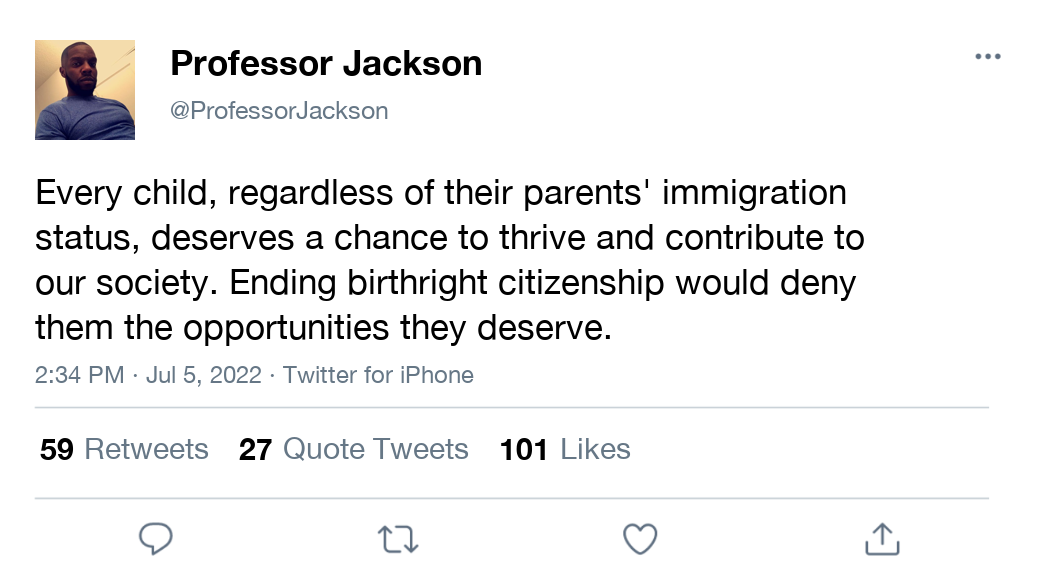 Professor Jackson
@ProfessorJackson
Every child, regardless of their parents' immigration
status, deserves a chance to thrive and contribute to
our society. Ending birthright citizenship would deny
them the opportunities they deserve.
2:34 PM · Jul 5, 2022 · Twitter for iPhone
59 Retweets 27 Quote Tweets 101 Likes